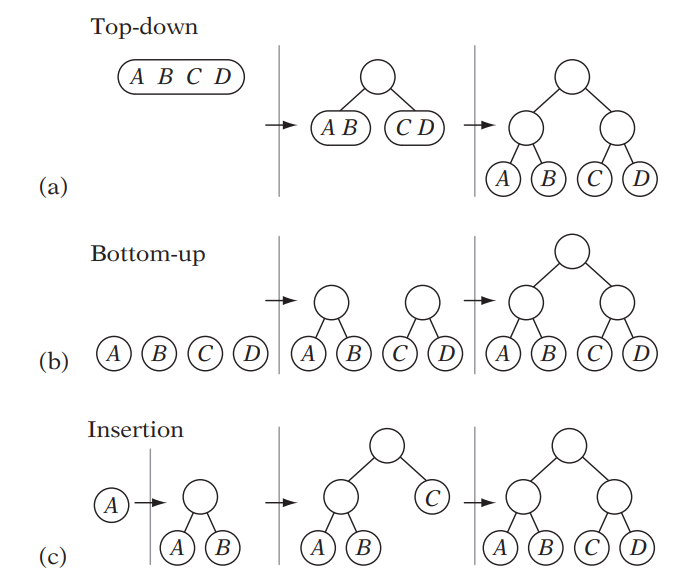 Top-down
A B C D
A B C D
A B C D
(a)
Bottom-up
A B C D A B C D A B C D
(b)
Insertion
A C
A B A B A B C D
(c)